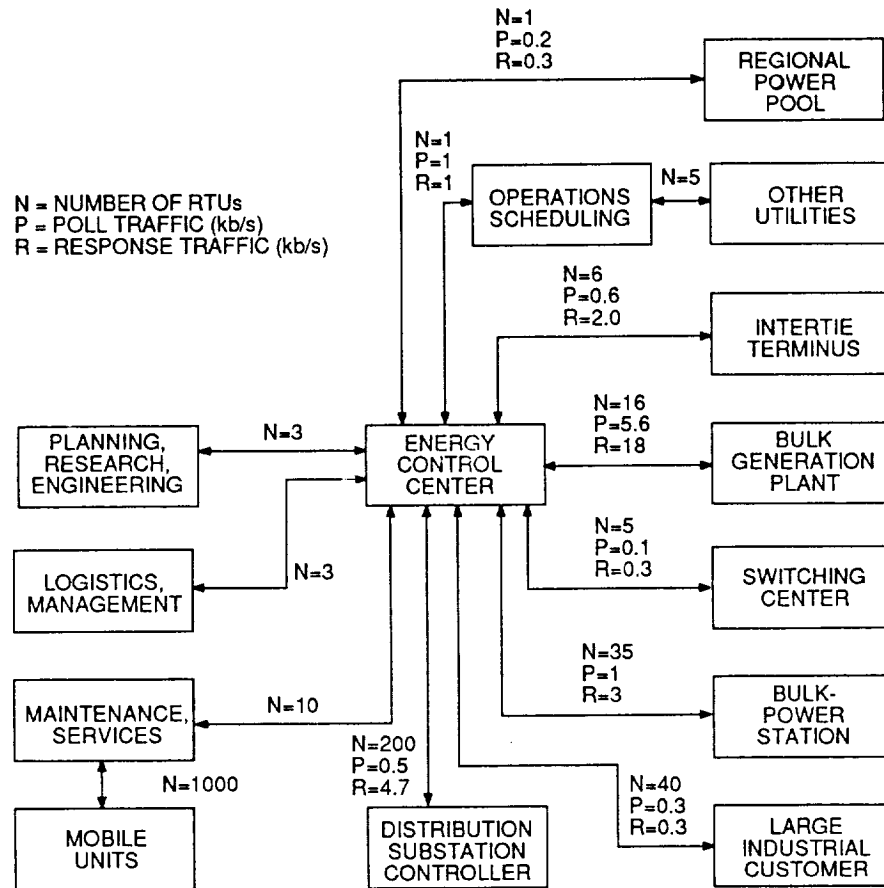 N=1
P=0.2
R=0.3
REGIONAL
POWER
POOL
N=1
P=1
R=1
OPERATIONS
SCHEDULING
N=5
OTHER
UTILITIES
N = NUMBER OF RTUs
P = POLL TRAFFIC (kb/s)
R = RESPONSE TRAFFIC (kb/s)
N=6
P=0.6
R=2.0
INTERTIE
TERMINUS
PLANNING,
RESEARCH,
ENGINEERING
N=3
ENERGY
CONTROL
CENTER
N=16
P=5.6
R=18
BULK
GENERATION
PLANT
LOGISTICS,
MANAGEMENT
N=3
N=5
P=0.1
R=0.3
SWITCHING
CENTER
MAINTENANCE,
SERVICES
N=10
N=35
P=1
R=3
BULK-
POWER
STATION
N=1000
MOBILE
UNITS
N=200
P=0.5
R=4.7
DISTRIBUTION
SUBSTATION
CONTROLLER
N=40
P=0.3
R=0.3
LARGE
INDUSTRIAL
CUSTOMER